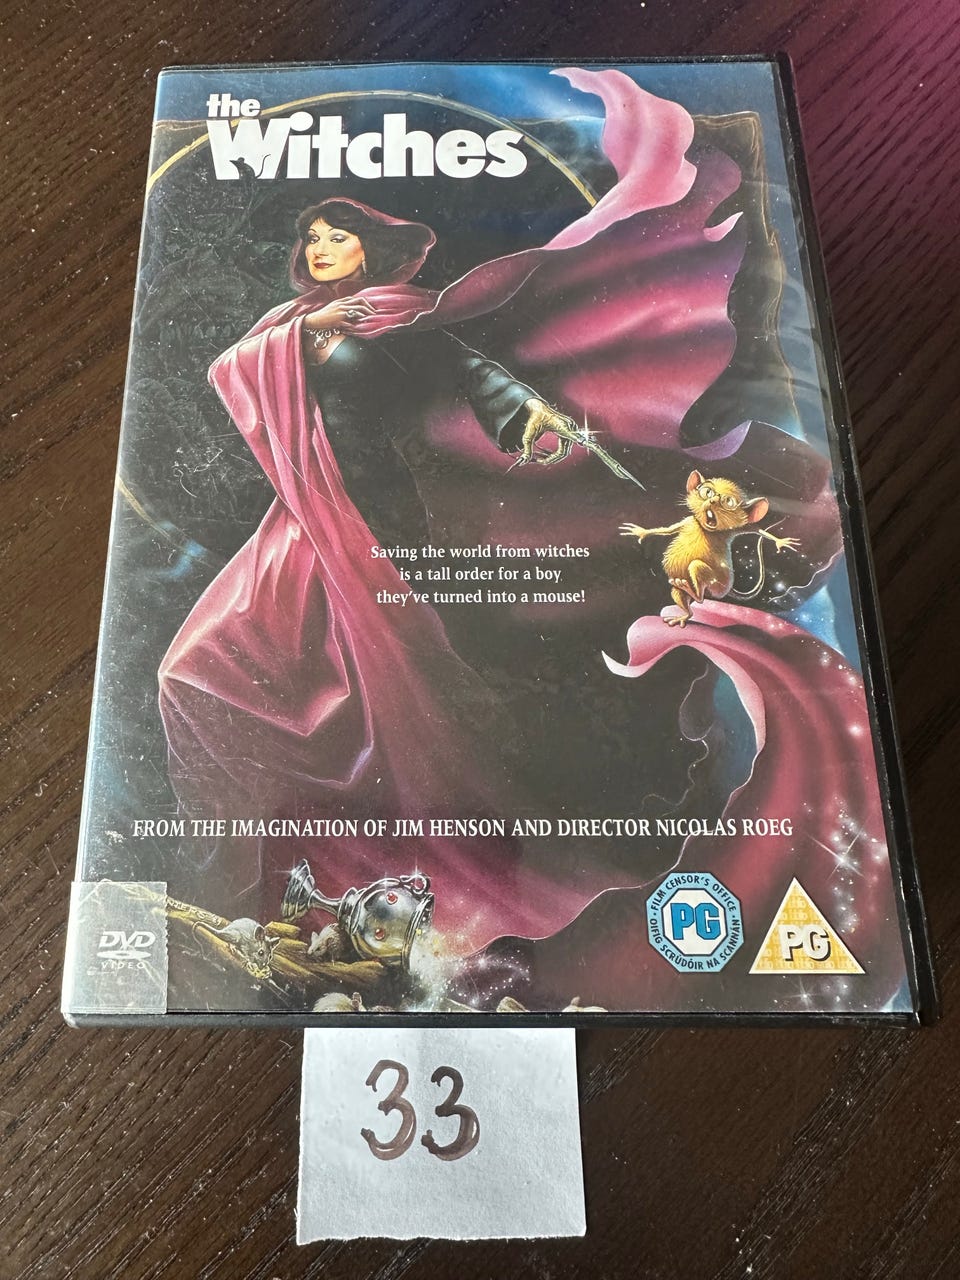 the
Witches
Saving the world from witches
is a tall order for a boy
they've turned into a mouse!
FROM THE IMAGINATION OF JIM HENSON AND DIRECTOR NICOLAS ROEG
FILM CENSOR'S OFFICE
PG
OIFIG SCRÚDÓIR NA SCANNÁN
PG
DVD
VIDEO
33